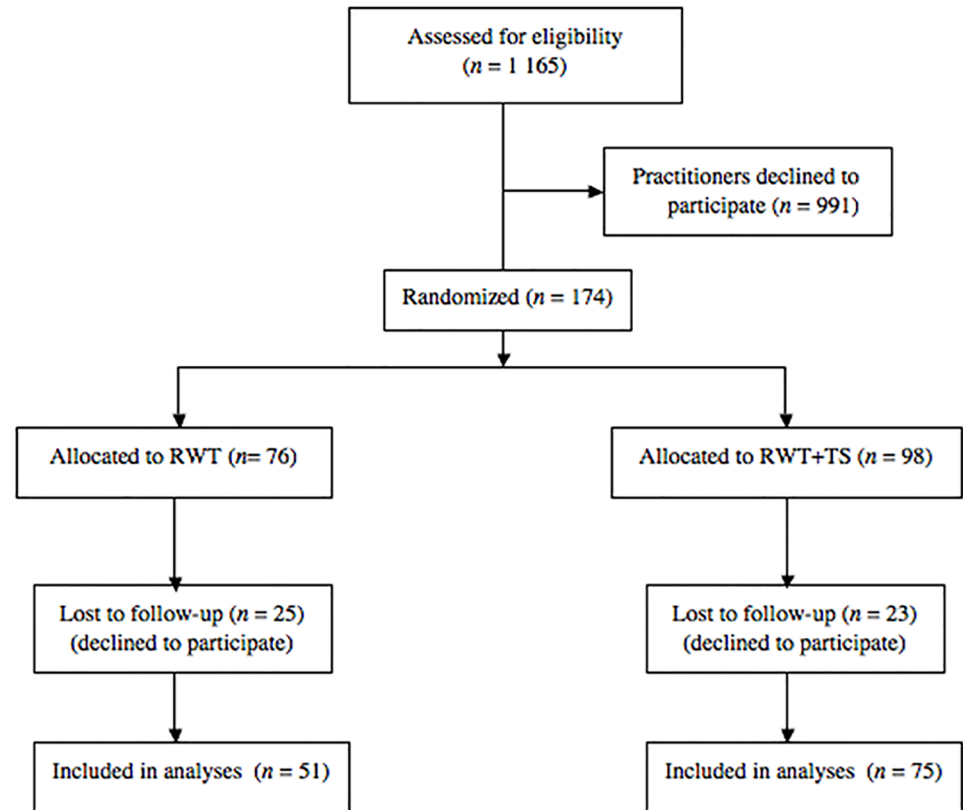 Assessed for eligibility
(n = 1 165)
Practitioners declined to
participate (n = 991)
Randomized (n = 174)
Allocated to RWT (n= 76)
Allocated to RWT+TS (n = 98)
Lost to follow-up (n = 25)
(declined to participate)
Lost to follow-up (n = 23)
(declined to participate)
Included in analyses (n = 51)
Included in analyses (n = 75)